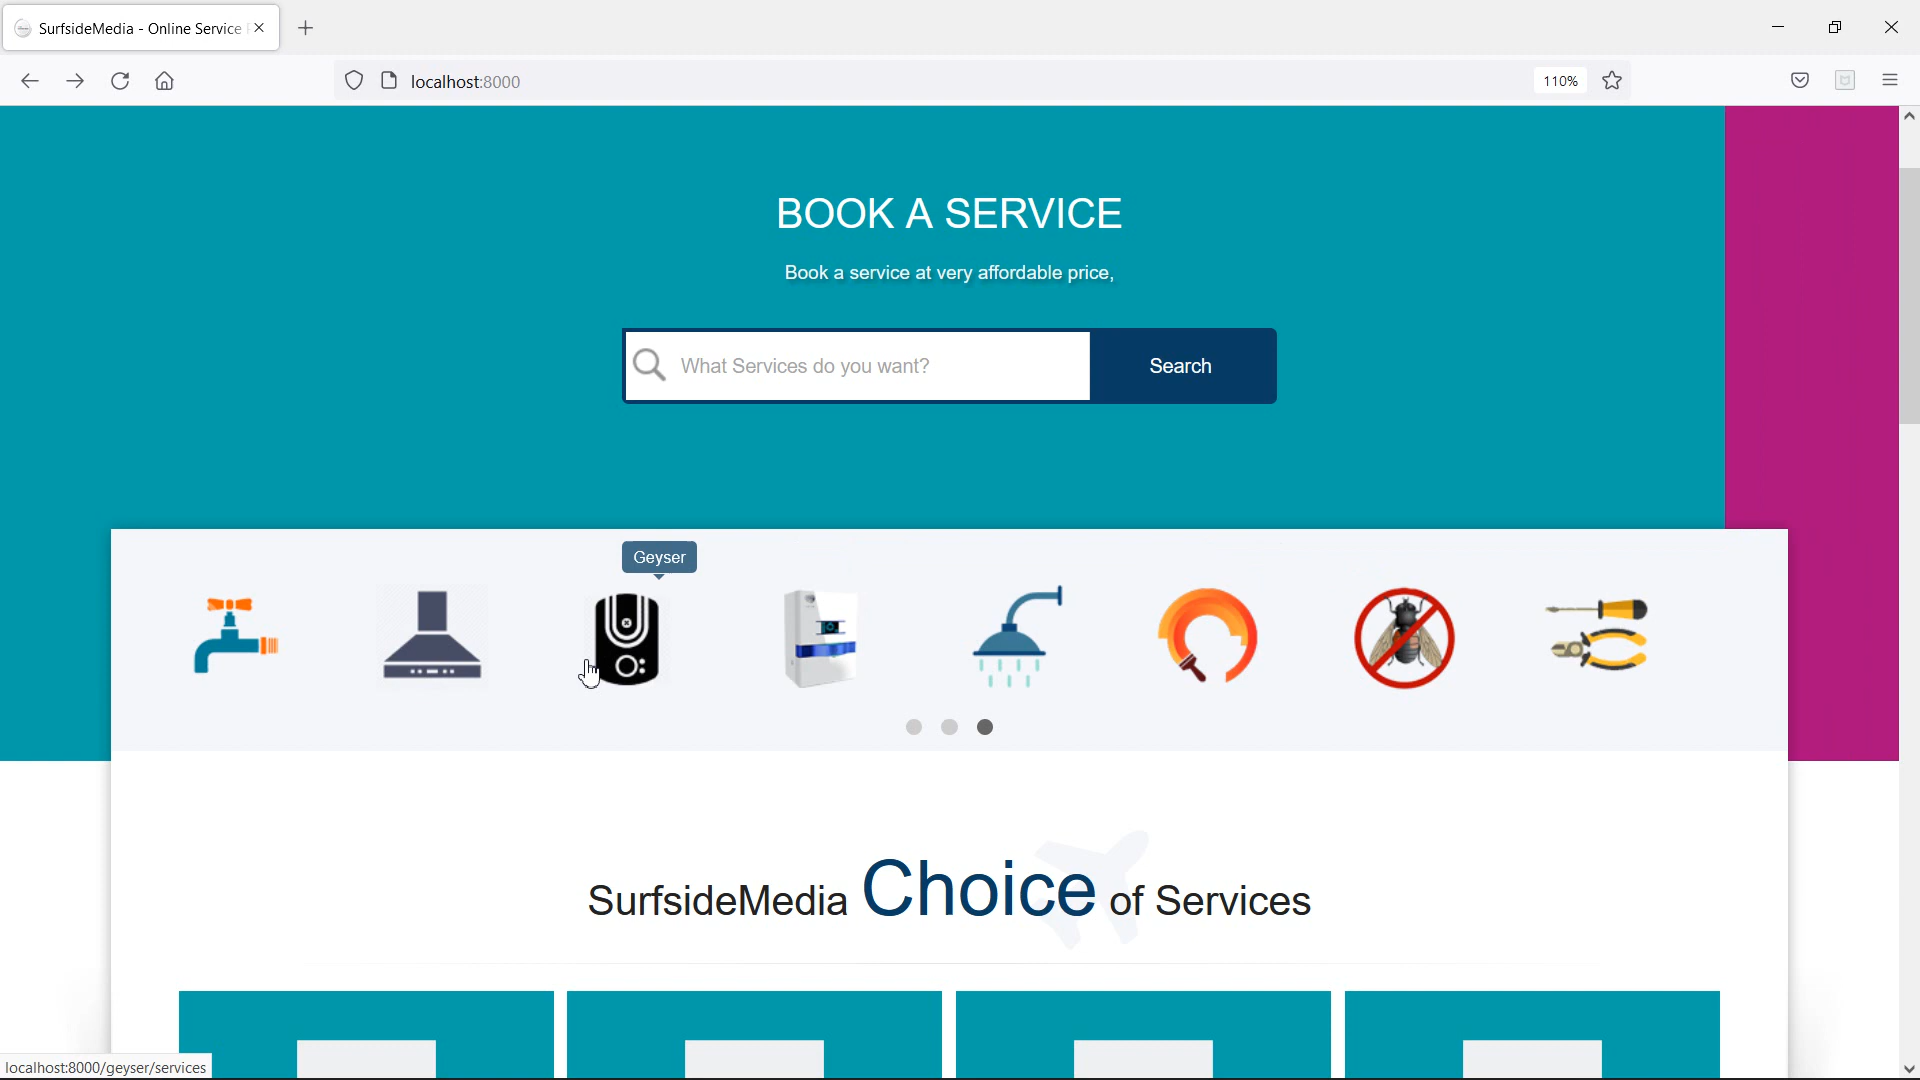 SurfsideMedia - Online Service
localhost:8000
110%
BOOK A SERVICE
Book a service at very affordable price,
What Services do you want?
Search
Geyser
SurfsideMedia Choice of Services
localhost:8000/geyser/services